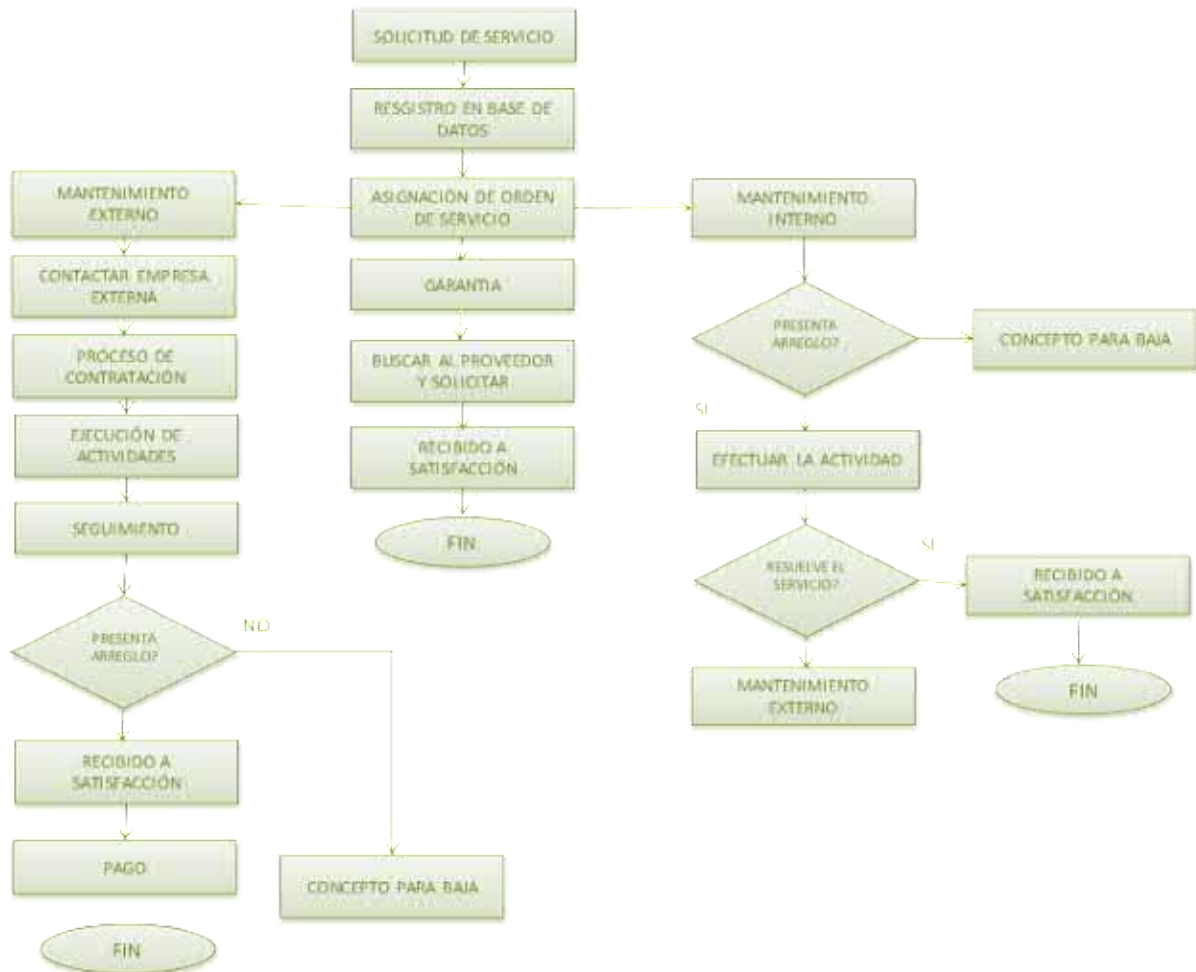 SOLICITUD DE SERVICIO
RESGISTRO EN BASE DE
DATOS
MANTENIMIENTO
EXTERNO
ASIGNACIÓN DE ORDEN
DE SERVICIO
MANTENIMIENTO
INTERNO
CONTACTAR EMPRESA
EXTERNA
GARANTIA
PRESENTA
ARREGLO?
CONCEPTO PARA BAJA
PROCESO DE
CONTRATACIÓN
BUSCAR AL PROVEEDOR
Y SOLICITAR
SI
EJECUCIÓN DE
ACTIVIDADES
RECIBIDO A
SATISFACCIÓN
EFECTUAR LA ACTIVIDAD
SEGUIMIENTO
FIN
RESUELVE EL
SERVICIO?
SI
RECIBIDO A
SATISFACCIÓN
PRESENTA
ARREGLO?
NO
MANTENIMIENTO
EXTERNO
FIN
RECIBIDO A
SATISFACCIÓN
PAGO
CONCEPTO PARA BAJA
FIN